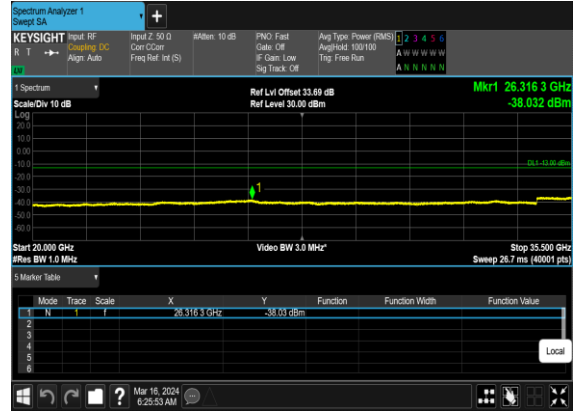 Spectrum Analyzer 1
Swept SA
+
KEYSIGHT Input: RF Input Z: 50 Ω #Atten: 10 dB PNO: Fast Avg Type: Power (RMS) 1 2 3 4 5 6
R T Coupling: DC Corr CCorr Gate: Off Avg|Hold: 100/100 A W W W W W
Align: Auto Freq Ref: Int (S) IF Gain: Low Trig: Free Run
LW Sig Track: Off A N N N N N
1 Spectrum Ref Lvl Offset 33.69 dB Mkr1 26.316 3 GHz
Scale/Div 10 dB Ref Level 30.00 dBm -38.032 dBm
Log
20.0
10.0
0.00
-10.0
DL1 -13.00 dBm
-20.0
-30.0
1
-40.0
-50.0
-60.0
Start 20.000 GHz Video BW 3.0 MHz* Stop 35.500 GHz
#Res BW 1.0 MHz Sweep 26.7 ms (40001 pts)
5 Marker Table
Mode Trace Scale X Y Function Function Width Function Value
1 N 1 f 26.316 3 GHz -38.03 dBm
2
3
4
5
6
Local
? Mar 16, 2024
6:25:53 AM